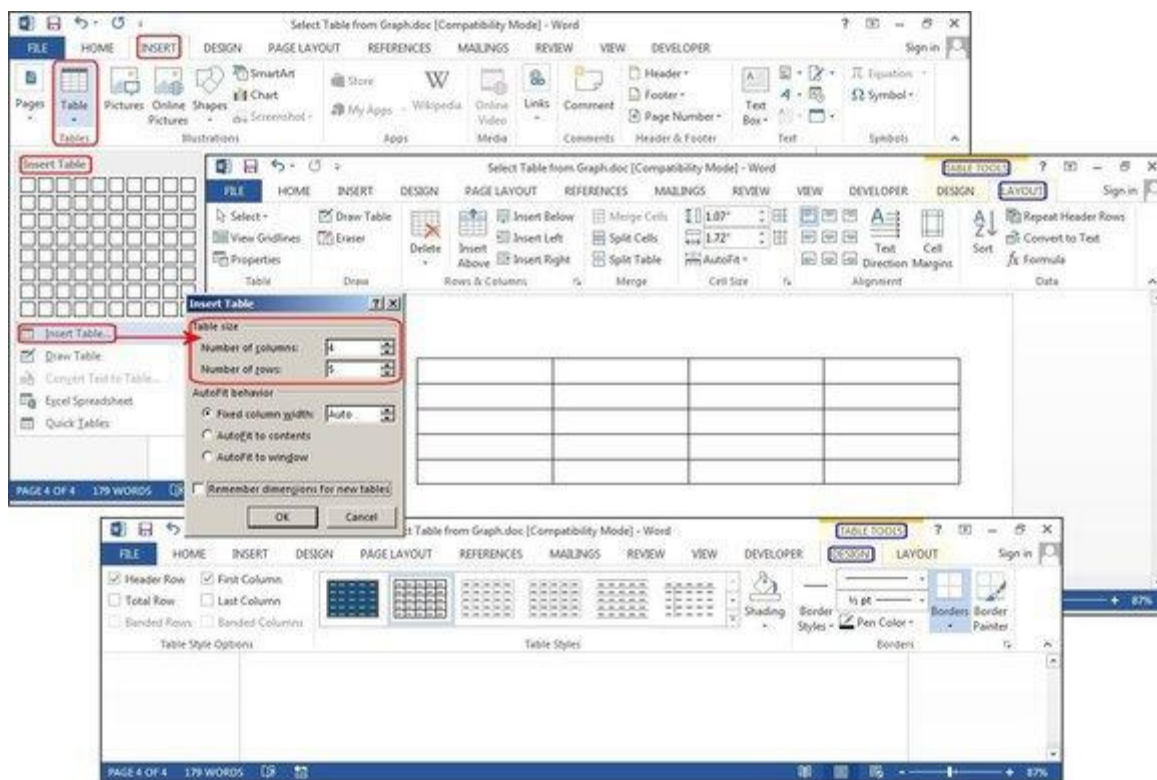 Select Table from Graph.doc [Compatibility Mode] - Word
FILE HOME INSERT DESIGN PAGE LAYOUT REFERENCES MAILINGS REVIEW VIEW DEVELOPER Sign in
Pages Table Pictures Online Pictures Shapes SmartArt Chart Screenshot Store My Apps Wikipedia Online Video Links Comment Header Footer Page Number Text Box Equation Symbol
Tables Illustrations Apps Media Comments Header & Footer Text Symbols
Insert Table
Insert Table...
Draw Table
Convert Text to Table...
Excel Spreadsheet
Quick Tables
PAGE 4 OF 4 179 WORDS
Select Table from Graph.doc [Compatibility Mode] - Word TABLE TOOLS
FILE HOME INSERT DESIGN PAGE LAYOUT REFERENCES MAILINGS REVIEW VIEW DEVELOPER DESIGN LAYOUT Sign in
Select Draw Table Insert Below Merge Cells 1.07" Repeat Header Rows
View Gridlines Eraser Delete Insert Above Insert Left Split Cells 1.72" Text Direction Cell Margins Sort Convert to Text
Properties Insert Right Split Table AutoFit Formula
Table Draw Rows & Columns Merge Cell Size Alignment Data
Insert Table
Table size
Number of columns: 4
Number of rows: 5
AutoFit behavior
Fixed column width: Auto
AutoFit to contents
AutoFit to window
Remember dimensions for new tables
OK Cancel
87%
ct Table from Graph.doc [Compatibility Mode] - Word TABLE TOOLS
FILE HOME INSERT DESIGN PAGE LAYOUT REFERENCES MAILINGS REVIEW VIEW DEVELOPER DESIGN LAYOUT Sign in
Header Row First Column
Total Row Last Column Shading Border Styles ½ pt Borders Border Painter
Banded Rows Banded Columns Pen Color
Table Style Options Table Styles Borders
PAGE 4 OF 4 179 WORDS 87%